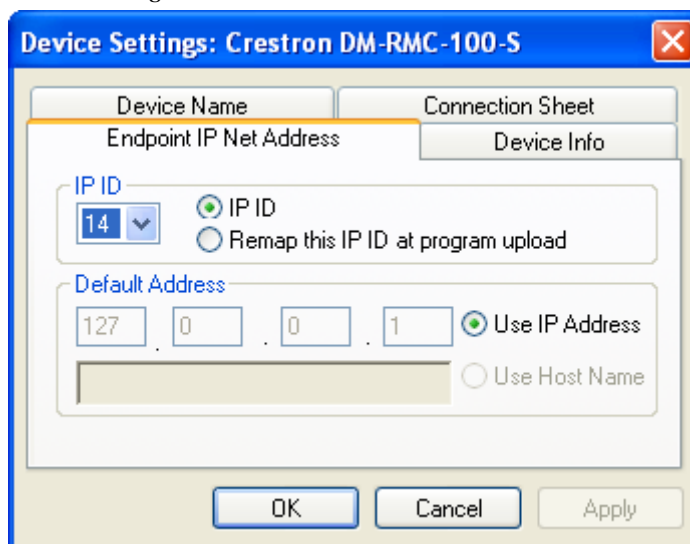 Device Settings: Crestron DM-RMC-100-S
Device Name Connection Sheet
Endpoint IP Net Address Device Info
IP ID
14 IP ID
Remap this IP ID at program upload
Default Address
127 . 0 . 0 . 1 Use IP Address
Use Host Name
OK Cancel Apply